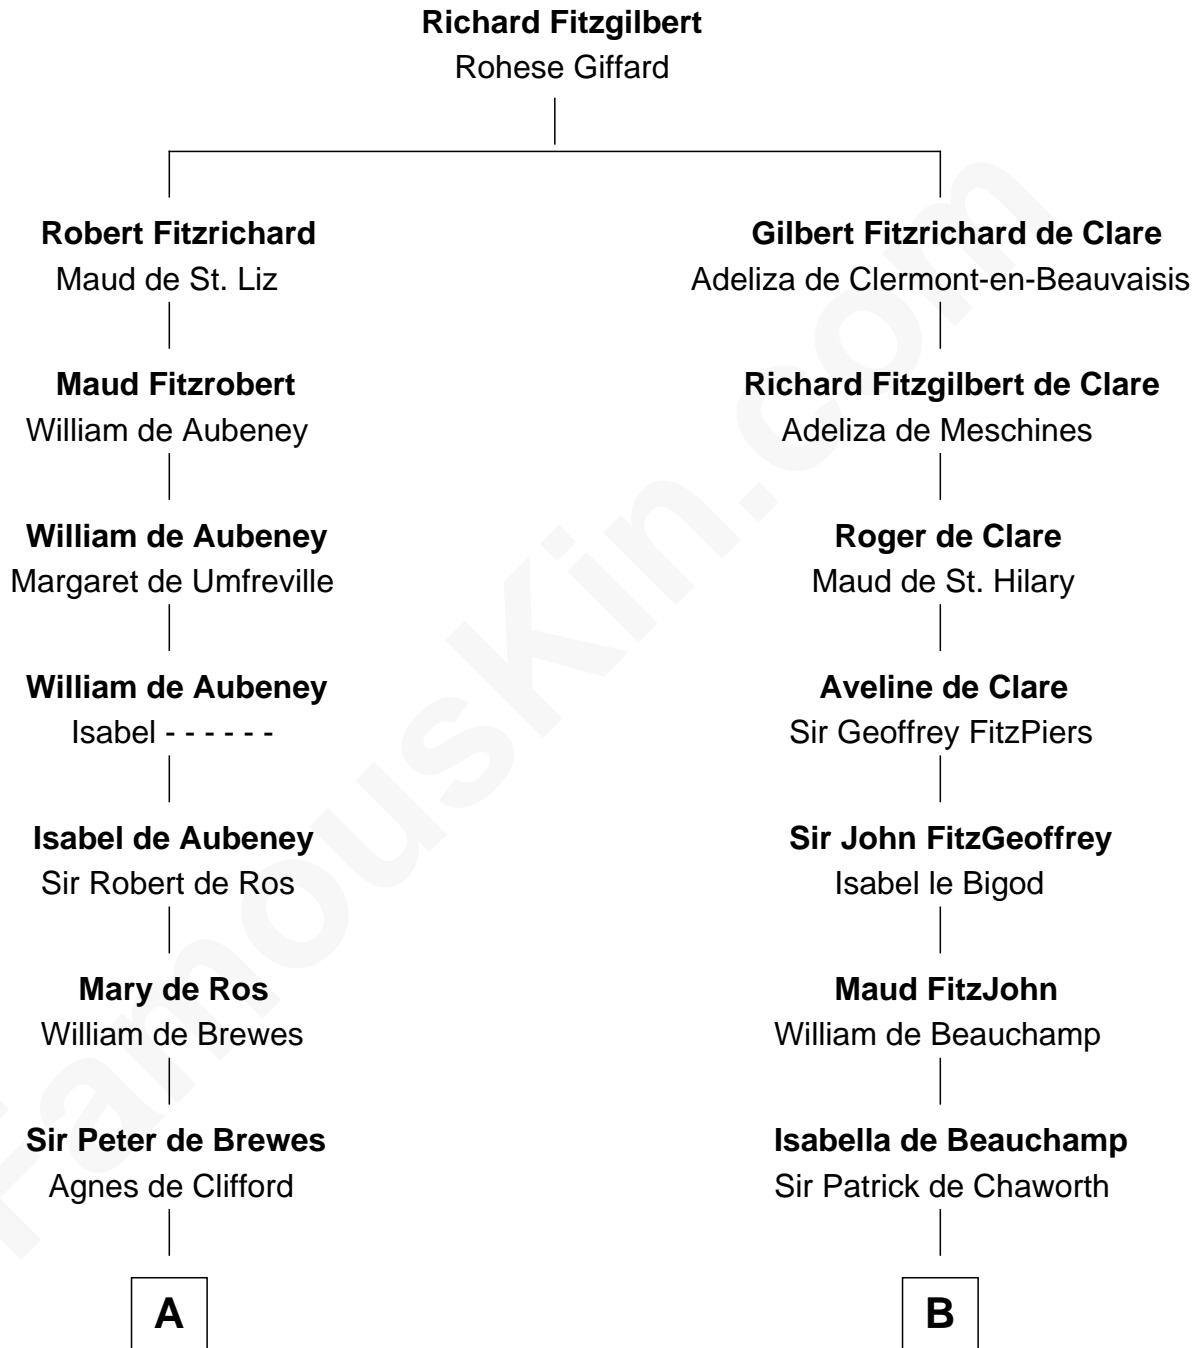 Richard Fitzgilbert
Rohese Giffard
Robert Fitzrichard
Maud de St. Liz
Maud Fitzrobert
William de Aubeney
William de Aubeney
Margaret de Umfreville
William de Aubeney
Isabel - - - - - -
Isabel de Aubeney
Sir Robert de Ros
Mary de Ros
William de Brewes
Sir Peter de Brewes
Agnes de Clifford
A
Gilbert Fitzrichard de Clare
Adeliza de Clermont-en-Beauvaisis
Richard Fitzgilbert de Clare
Adeliza de Meschines
Roger de Clare
Maud de St. Hilary
Aveline de Clare
Sir Geoffrey FitzPiers
Sir John FitzGeoffrey
Isabel le Bigod
Maud FitzJohn
William de Beauchamp
Isabella de Beauchamp
Sir Patrick de Chaworth
B
FamousKin.com